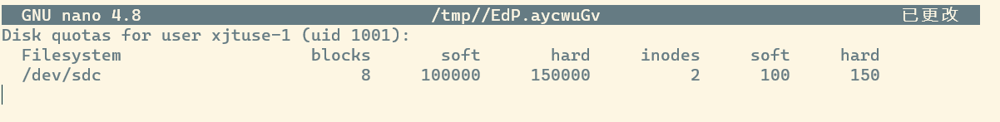 GNU nano 4.8 /tmp//EdP.aycwuGv 已更改
Disk quotas for user xjtuse-1 (uid 1001):
Filesystem blocks soft hard inodes soft hard
/dev/sdc 8 100000 150000 2 100 150